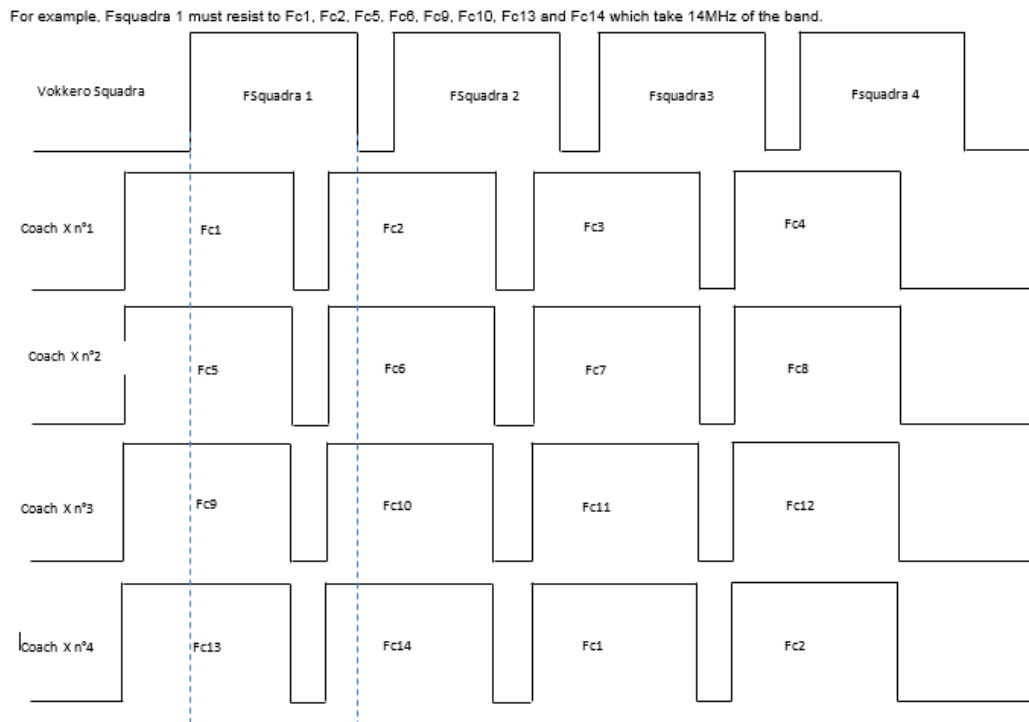 For example, Fsquadra 1 must resist to Fc1, Fc2, Fc5, Fc6, Fc9, Fc10, Fc13 and Fc14 which take 14MHz of the band.
Vokkero Squadra
FSquadra 1
FSquadra 2
Fsquadra3
Fsquadra 4
Coach X n°1
Fc1
Fc2
Fc3
Fc4
Coach X n°2
Fc5
Fc6
Fc7
Fc8
Coach X n°3
Fc9
Fc10
Fc11
Fc12
Coach X n°4
Fc13
Fc14
Fc1
Fc2